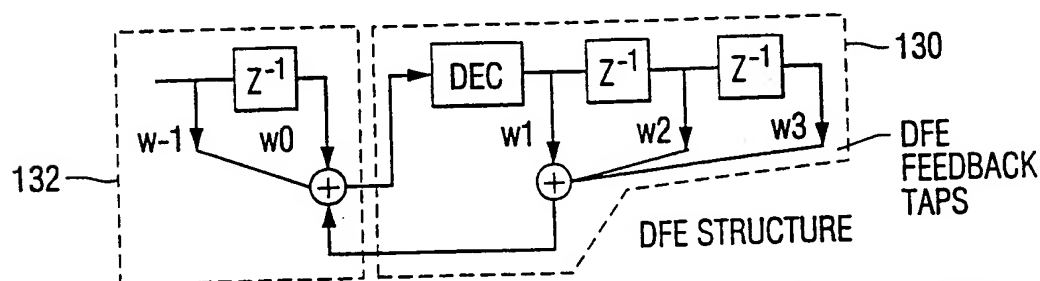 130
Z⁻¹
DEC
Z⁻¹
Z⁻¹
w-1
w0
w1
w2
w3
132
DFE
FEEDBACK
TAPS
DFE STRUCTURE